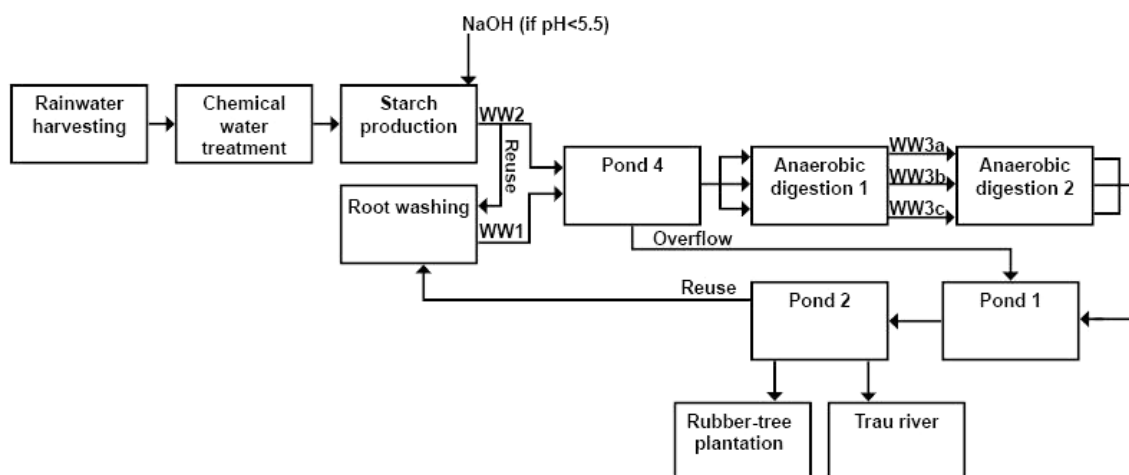 NaOH (if pH<5.5)
Rainwater
harvesting
Chemical
water
treatment
Starch
production
WW2
Reuse
Root washing
WW1
Pond 4
Anaerobic
digestion 1
WW3a
WW3b
WW3c
Anaerobic
digestion 2
Overflow
Reuse
Pond 2
Pond 1
Rubber-tree
plantation
Trau river